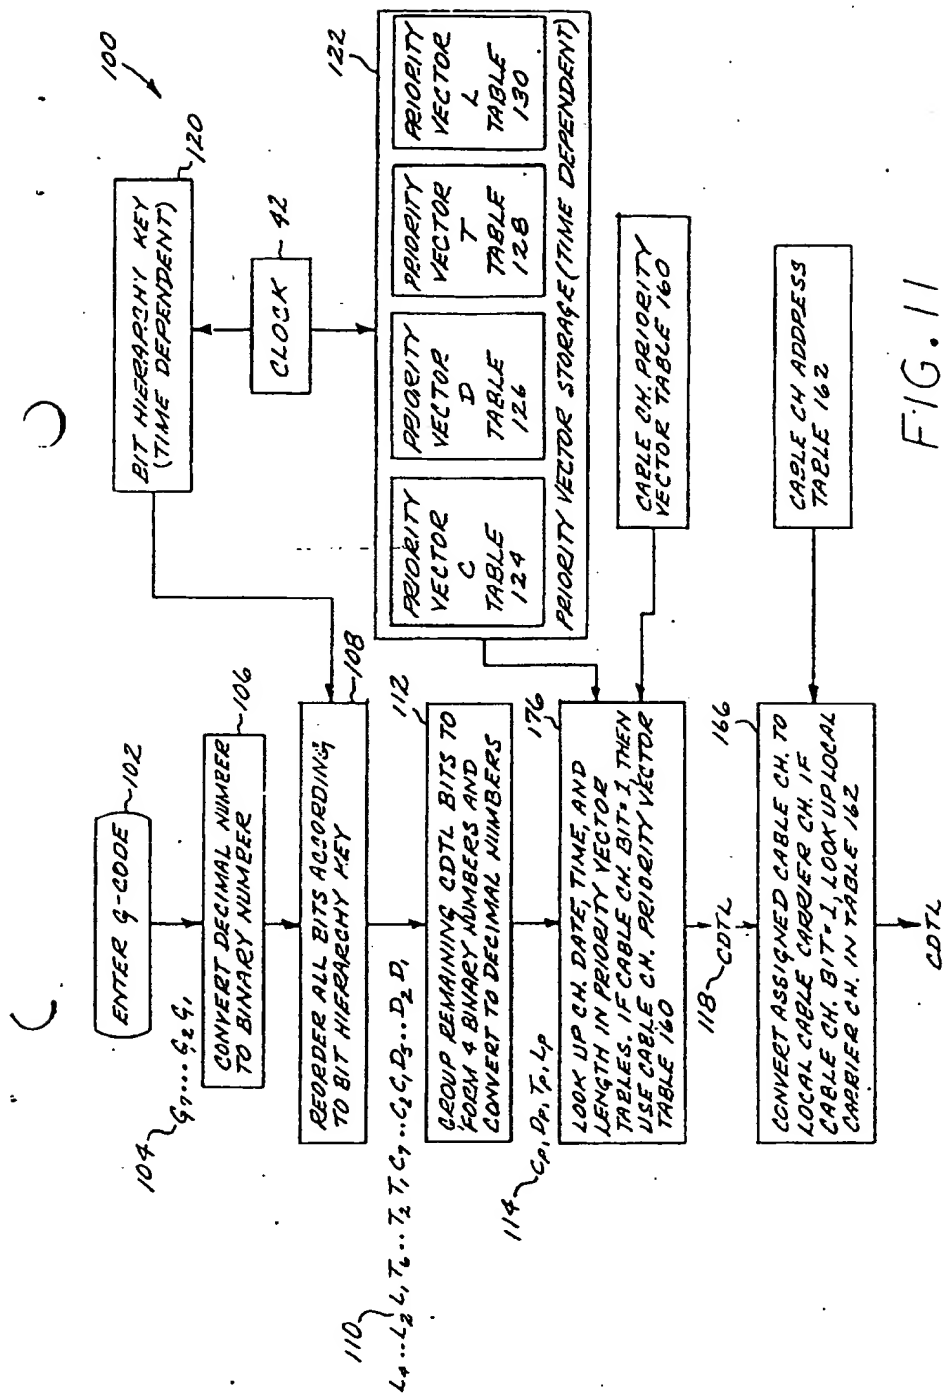 100
ENTER G-CODE
102
104
G7....G2 G1
CONVERT DECIMAL NUMBER
TO BINARY NUMBER
106
BIT HIERARCHY KEY
(TIME DEPENDENT)
120
CLOCK
42
REORDER ALL BITS ACCORDING
TO BIT HIERARCHY KEY
108
110
L4..L2 L1 T6..T2 T1 C7...C2 C1 D5..D2 D1
122
PRIORITY
VECTOR
C
TABLE
124
PRIORITY
VECTOR
D
TABLE
126
PRIORITY
VECTOR
T
TABLE
128
PRIORITY
VECTOR
L
TABLE
130
PRIORITY VECTOR STORAGE (TIME DEPENDENT)
GROUP REMAINING CDTL BITS TO
FORM 4 BINARY NUMBERS AND
CONVERT TO DECIMAL NUMBERS
112
114
CP, DP, TP, LP
CABLE CH. PRIORITY
VECTOR TABLE 160
LOOK UP CH. DATE, TIME, AND
LENGTH IN PRIORITY VECTOR
TABLES. IF CABLE CH. BIT=1, THEN
USE CABLE CH. PRIORITY VECTOR
TABLE 160
176
118
CDTL
CABLE CH ADDRESS
TABLE 162
CONVERT ASSIGNED CABLE CH. TO
LOCAL CABLE CARRIER CH. IF
CABLE CH. BIT=1, LOOK UP LOCAL
CARRIER CH. IN TABLE 162
166
CDTL
FIG. 11